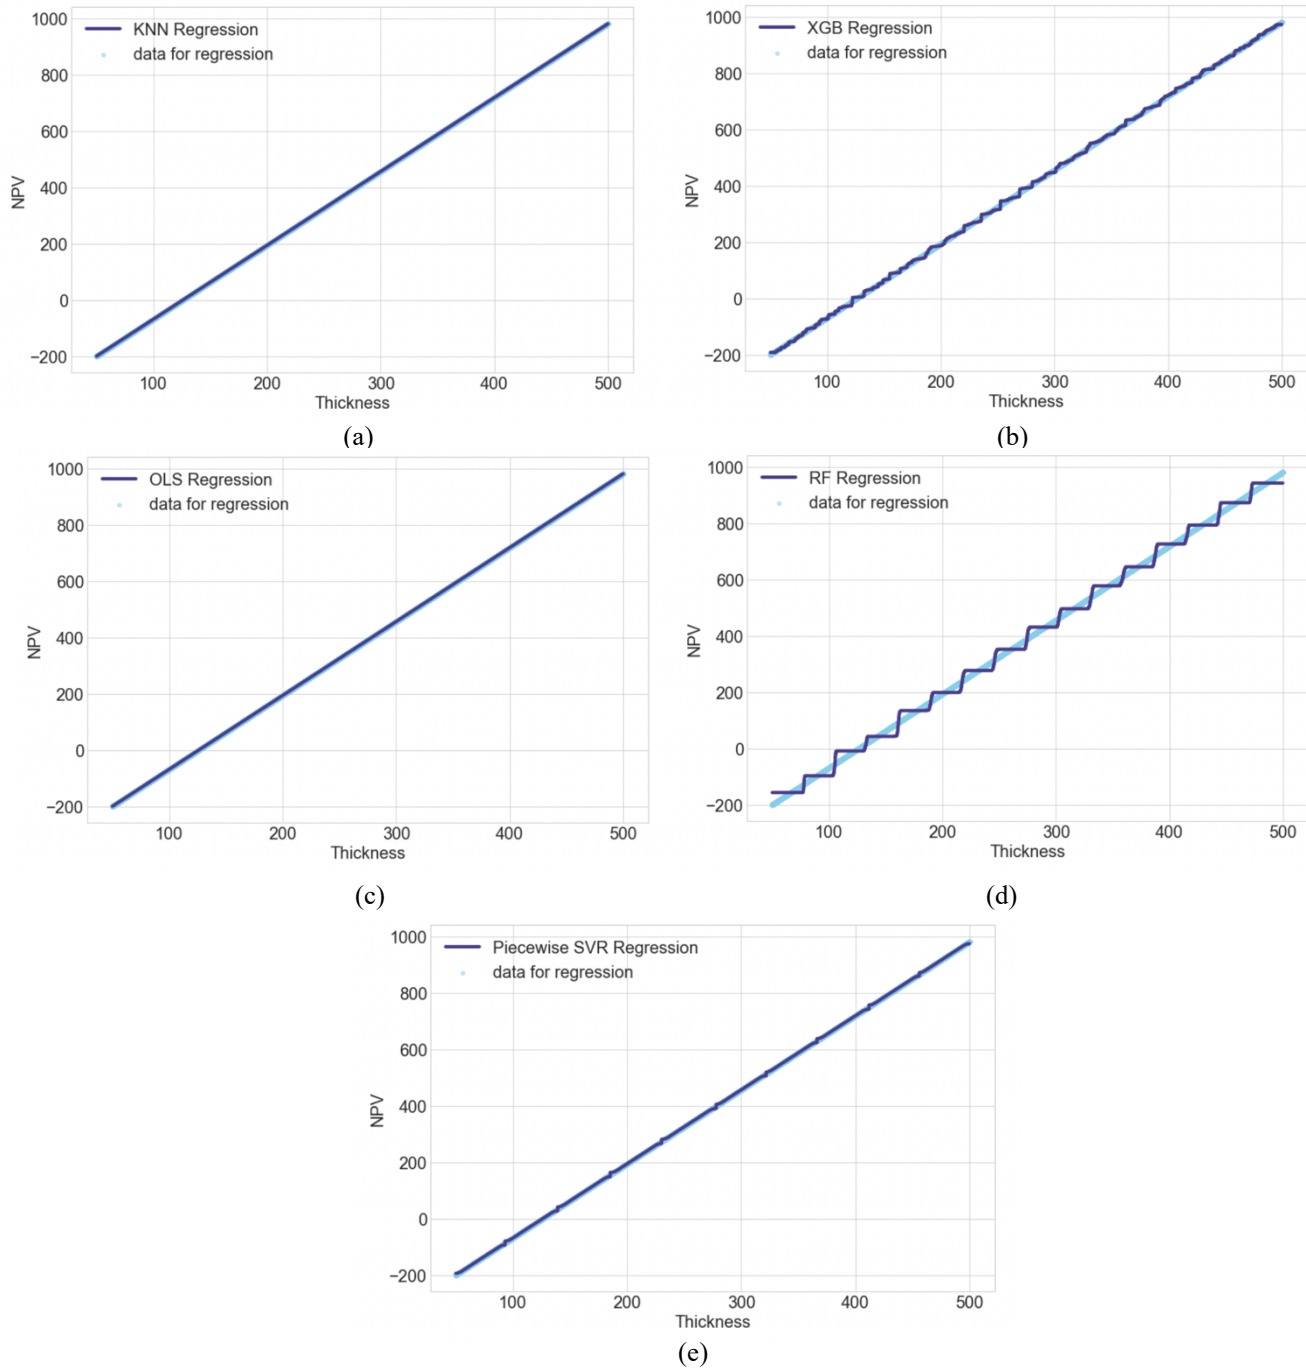 KNN Regression
data for regression
1000
800
600
400
200
0
−200
NPV
100 200 300 400 500
Thickness
(a)
XGB Regression
data for regression
1000
800
600
400
200
0
−200
NPV
100 200 300 400 500
Thickness
(b)
OLS Regression
data for regression
1000
800
600
400
200
0
−200
NPV
100 200 300 400 500
Thickness
(c)
RF Regression
data for regression
1000
800
600
400
200
0
−200
NPV
100 200 300 400 500
Thickness
(d)
Piecewise SVR Regression
data for regression
1000
800
600
400
200
0
−200
NPV
100 200 300 400 500
Thickness
(e)